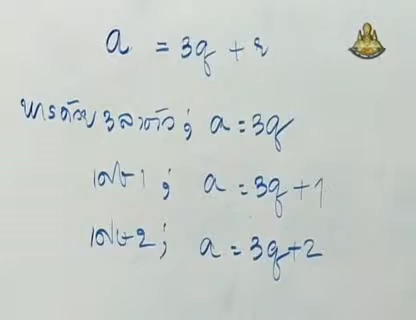 a = 3q + r
หารด้วย 3 ลงตัว ; a = 3q
เศษ 1 ; a = 3q + 1
เศษ 2 ; a = 3q + 2